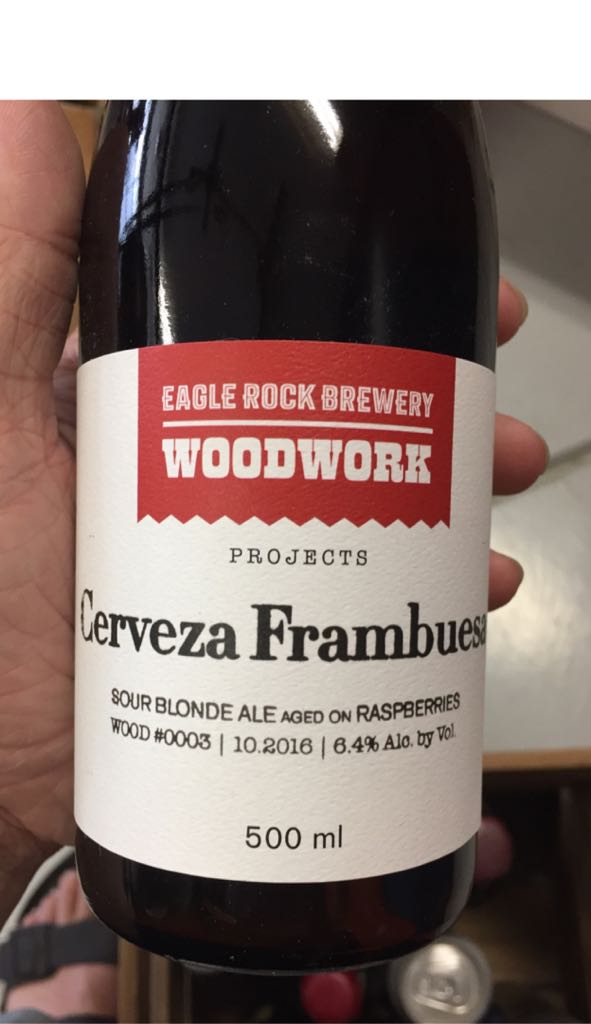 EAGLE ROCK BREWERY
WOODWORK
PROJECTS
Cerveza Frambuesa
SOUR BLONDE ALE AGED ON RASPBERRIES
WOOD #0003 | 10.2016 | 6.4% Alc. by Vol.
500 ml